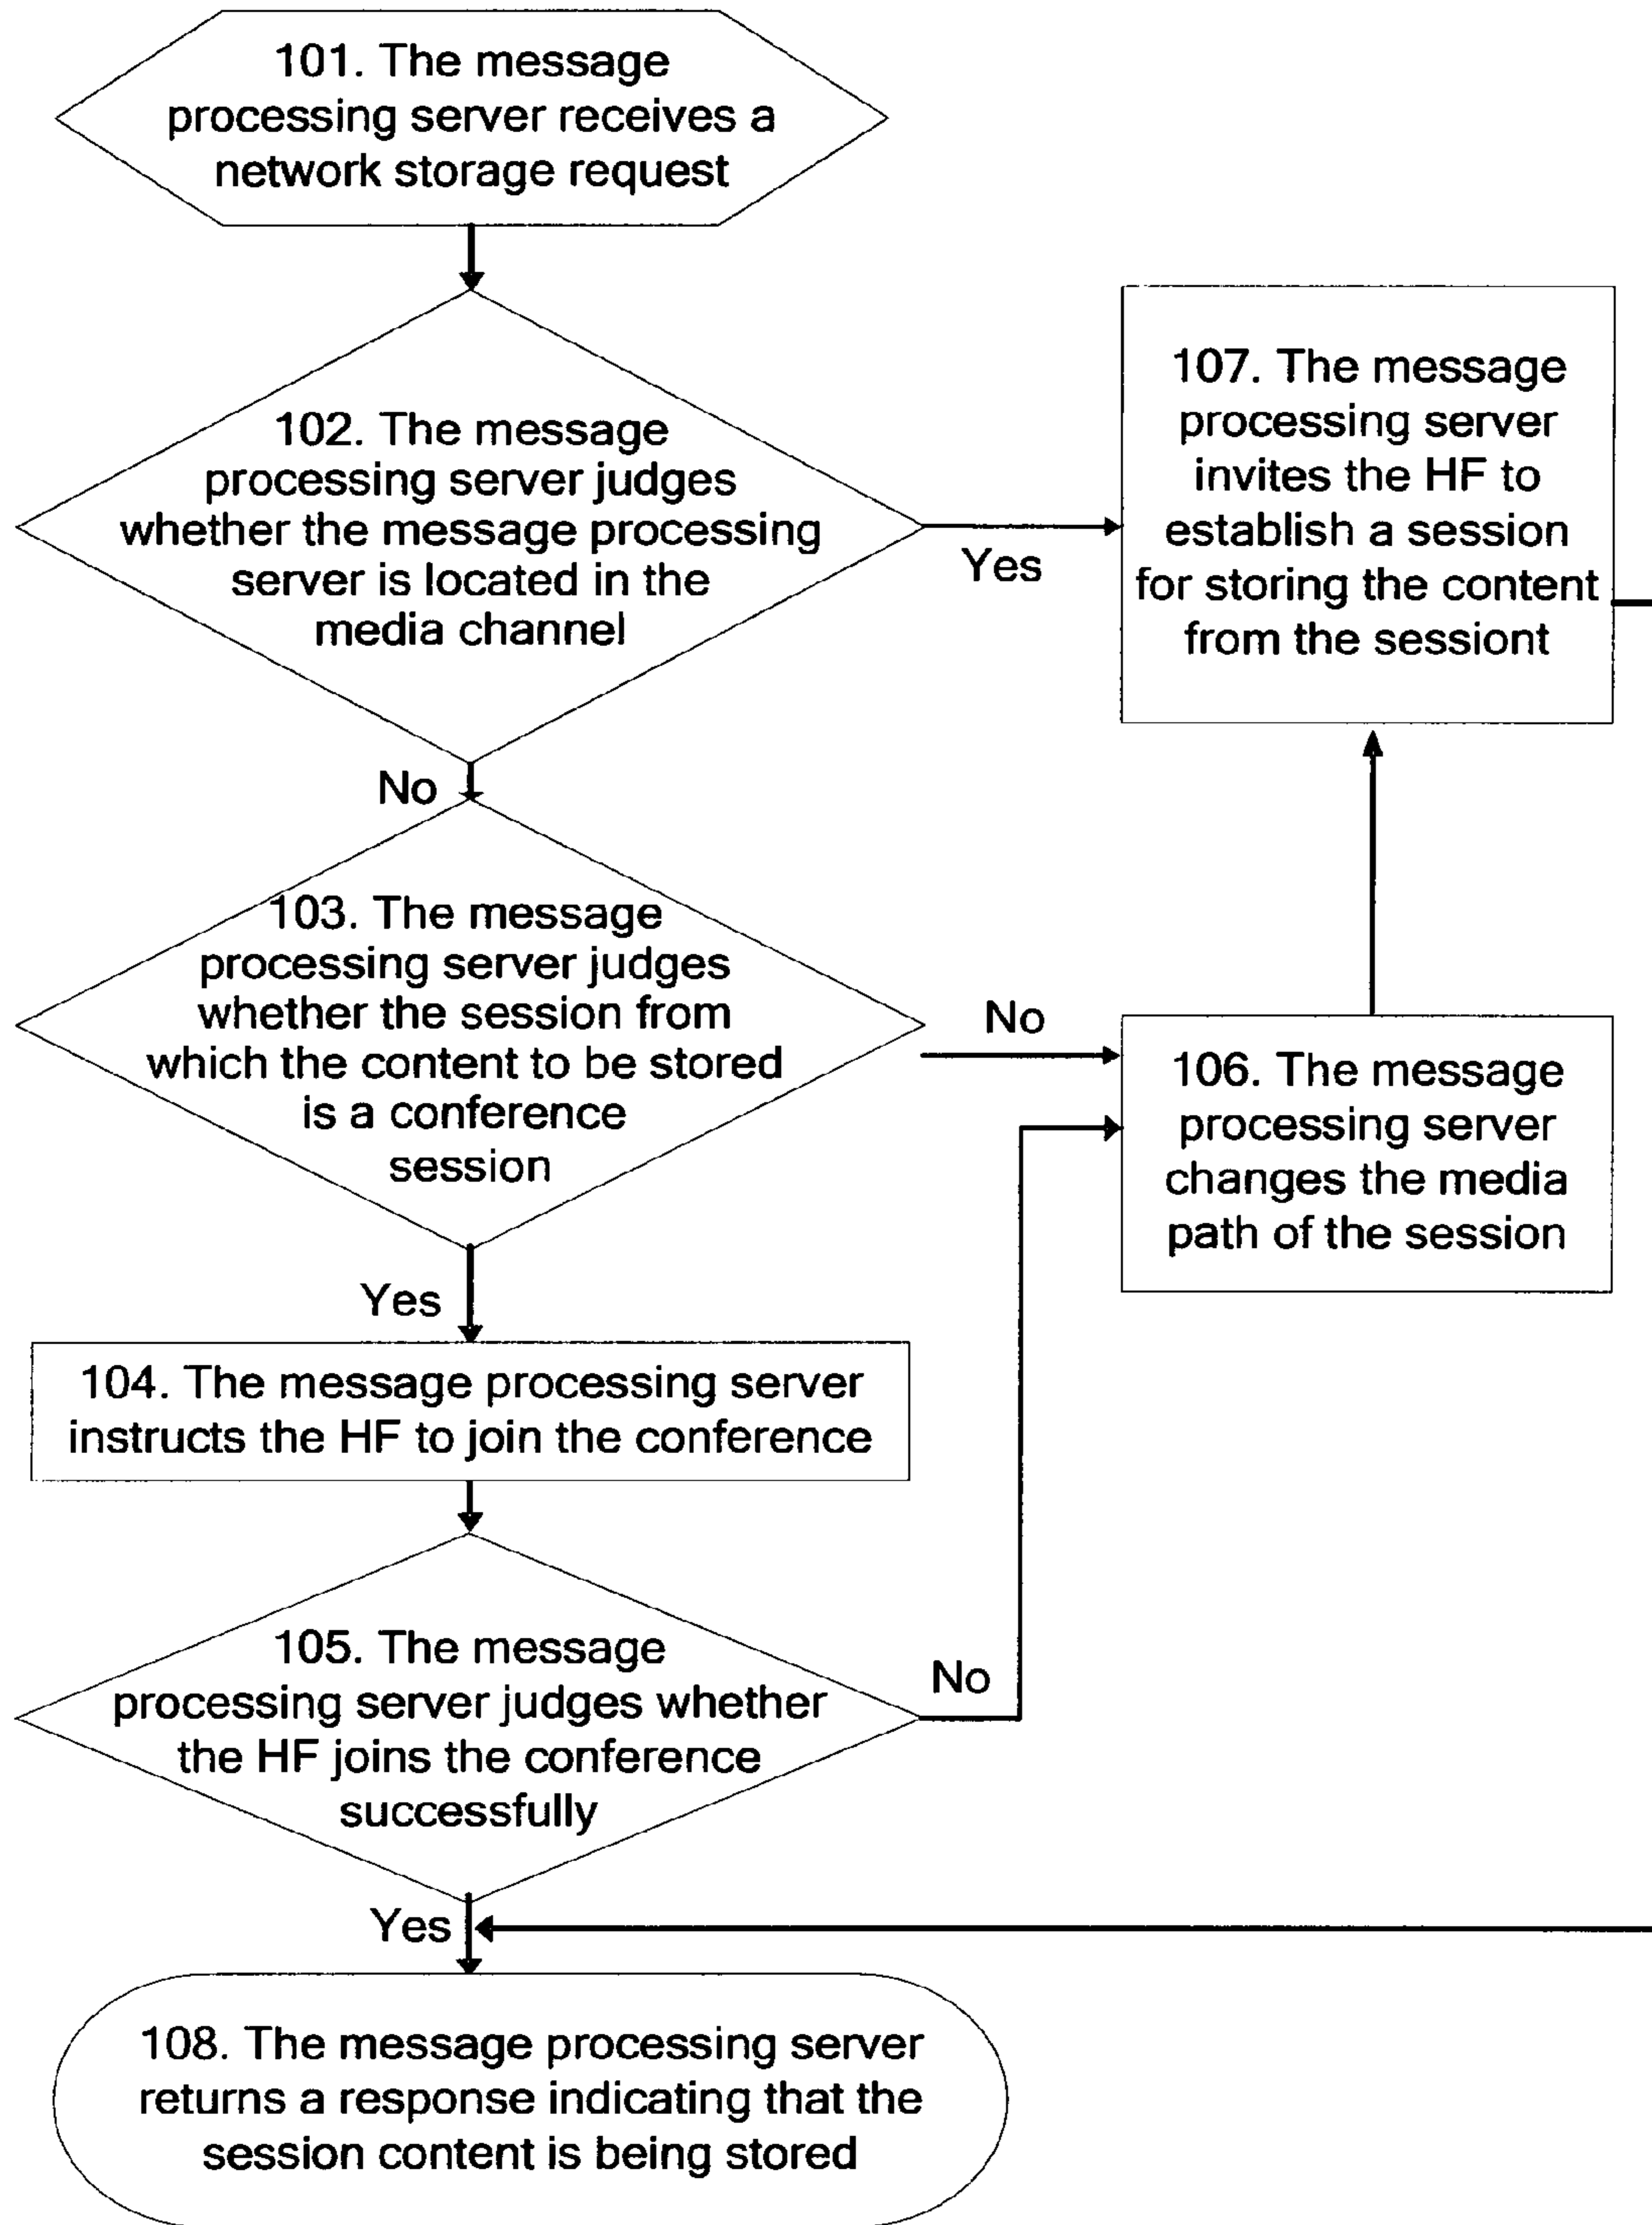 101. The message
processing server receives a
network storage request
102. The message
processing server judges
whether the message processing
server is located in the
media channel
Yes
107. The message
processing server
invites the HF to
establish a session
for storing the content
from the sessiont
No
103. The message
processing server judges
whether the session from
which the content to be stored
is a conference
session
No
106. The message
processing server
changes the media
path of the session
Yes
104. The message processing server
instructs the HF to join the conference
105. The message
processing server judges whether
the HF joins the conference
successfully
No
Yes
108. The message processing server
returns a response indicating that the
session content is being stored